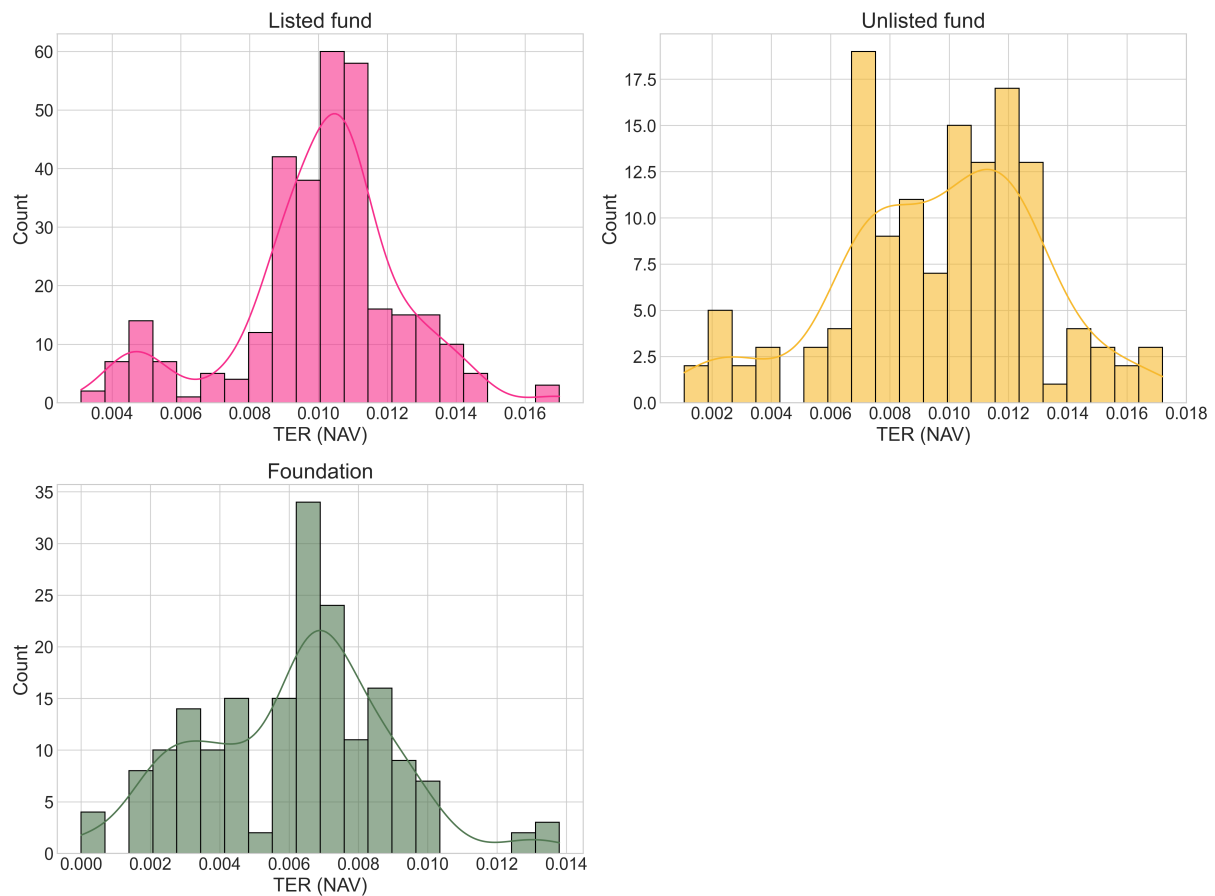 Listed fund
60
50
40
30
20
10
0
Count
0.004 0.006 0.008 0.010 0.012 0.014 0.016
TER (NAV)
Unlisted fund
17.5
15.0
12.5
10.0
7.5
5.0
2.5
0.0
Count
0.002 0.004 0.006 0.008 0.010 0.012 0.014 0.016 0.018
TER (NAV)
Foundation
35
30
25
20
15
10
5
0
Count
0.000 0.002 0.004 0.006 0.008 0.010 0.012 0.014
TER (NAV)